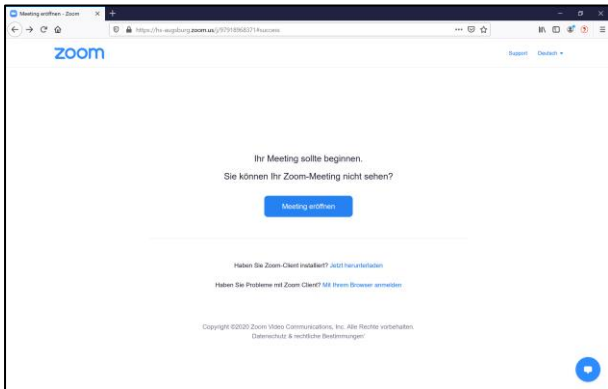 Meeting eröffnen - Zoom
https://hs-augsburg.zoom.us/j/97918968371#success
zoom
Support Deutsch
Ihr Meeting sollte beginnen.
Sie können Ihr Zoom-Meeting nicht sehen?
Meeting eröffnen
Haben Sie Zoom-Client installiert? Jetzt herunterladen
Haben Sie Probleme mit Zoom Client? Mit Ihrem Browser anmelden
Copyright ©2020 Zoom Video Communications, Inc. Alle Rechte vorbehalten.
Datenschutz & rechtliche Bestimmungen